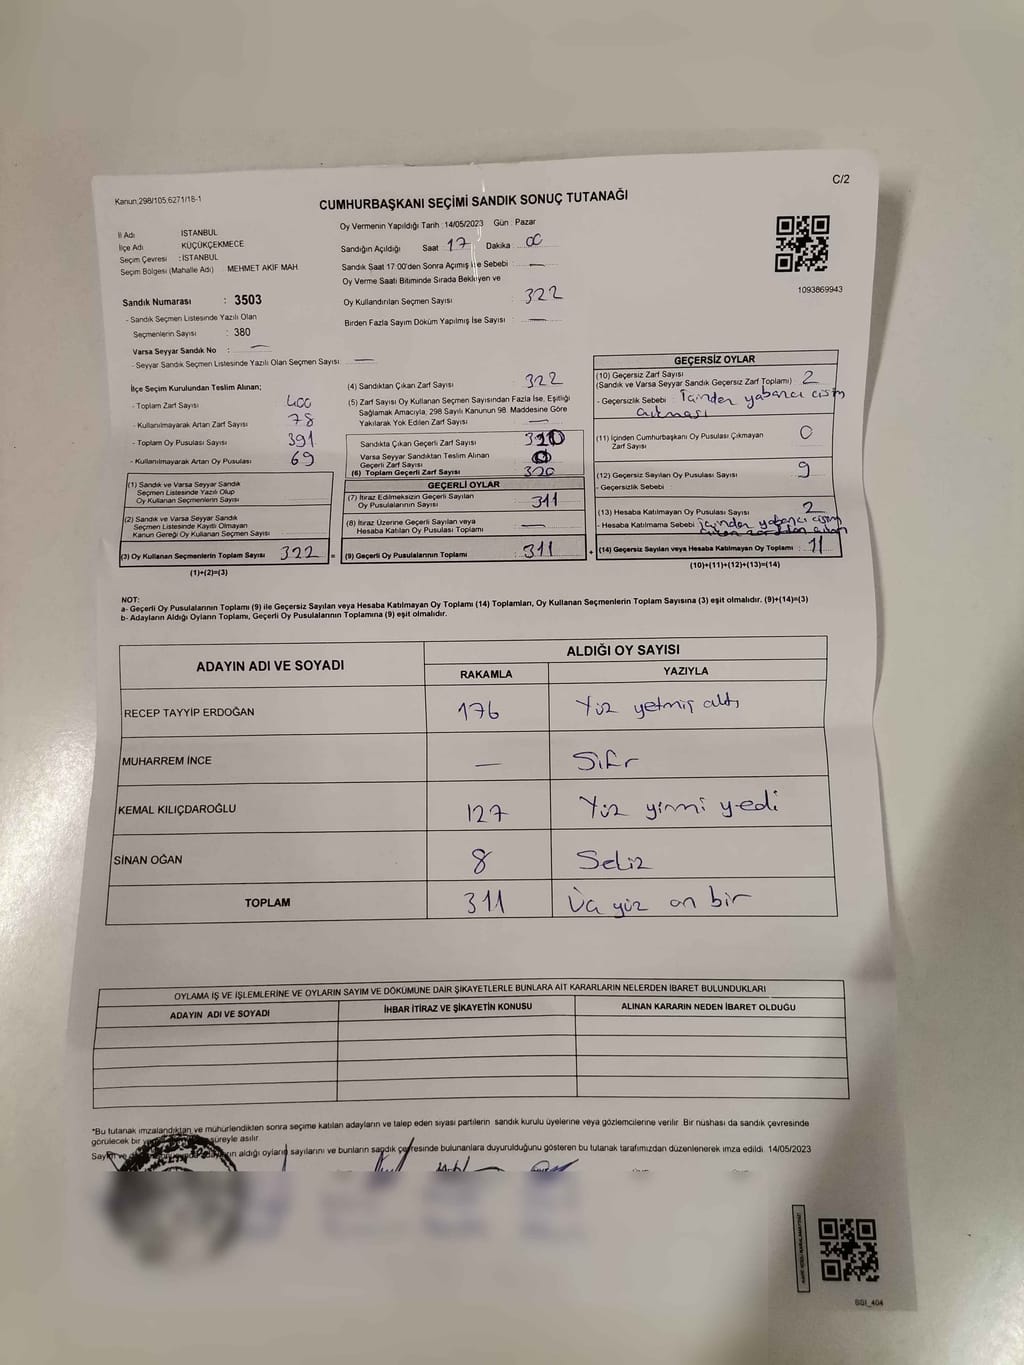 C/2
Kanun.298/105,6271/18-1
CUMHURBAŞKANI SEÇİMİ SANDIK SONUÇ TUTANAĞI
İl Adı İSTANBUL
İlçe Adı KÜÇÜKÇEKMECE
Seçim Çevresi : İSTANBUL
Seçim Bölgesi (Mahalle Adı) MEHMET AKİF MAH
Oy Vermenin Yapıldığı Tarih : 14/05/2023 Gün : Pazar
Sandığın Açıldığı Saat 17 Dakika 00
Sandık Saat 17:00'den Sonra Açımış ise Sebebi : —
Oy Verme Saati Bitiminde Sırada Bekleyen ve
Oy Kullandırılan Seçmen Sayısı : 322
Birden Fazla Sayım Döküm Yapılmış İse Sayısı : —
1093869943
Sandık Numarası : 3503
- Sandık Seçmen Listesinde Yazılı Olan
Seçmenlerin Sayısı : 380
Varsa Seyyar Sandık No : —
- Seyyar Sandık Seçmen Listesinde Yazılı Olan Seçmen Sayısı : —
İlçe Seçim Kurulundan Teslim Alınan;
- Toplam Zarf Sayısı 400
- Kullanılmayarak Artan Zarf Sayısı 78
- Toplam Oy Pusulası Sayısı 391
- Kullanılmayarak Artan Oy Pusulası 69
(1) Sandık ve Varsa Seyyar Sandık
Seçmen Listesinde Yazılı Olup
Oy Kullanan Seçmenlerin Sayısı
(2) Sandık ve Varsa Seyyar Sandık
Seçmen Listesinde Kayıtlı Olmayan
Kanun Gereği Oy Kullanan Seçmen Sayısı
(3) Oy Kullanan Seçmenlerin Toplam Sayısı 322 =
(1)+(2)=(3)
(4) Sandıktan Çıkan Zarf Sayısı : 322
(5) Zarf Sayısı Oy Kullanan Seçmen Sayısından Fazla İse, Eşitliği
Sağlamak Amacıyla, 298 Sayılı Kanunun 98. Maddesine Göre
Yakılarak Yok Edilen Zarf Sayısı : —
Sandıkta Çıkan Geçerli Zarf Sayısı : 320
Varsa Seyyar Sandıktan Teslim Alınan
Geçerli Zarf Sayısı : 0
(6) Toplam Geçerli Zarf Sayısı : 320
GEÇERLİ OYLAR
(7) İtiraz Edilmeksizin Geçerli Sayılan
Oy Pusulalarının Sayısı : 311
(8) İtiraz Üzerine Geçerli Sayılan veya
Hesaba Katılan Oy Pusulası Toplamı : —
(9) Geçerli Oy Pusulalarının Toplamı : 311 +
GEÇERSİZ OYLAR
(10) Geçersiz Zarf Sayısı
(Sandık ve Varsa Seyyar Sandık Geçersiz Zarf Toplamı) : 2
- Geçersizlik Sebebi : İçinden yabancı cisim
çıkması
(11) İçinden Cumhurbaşkanı Oy Pusulası Çıkmayan
Zarf Sayısı : 0
(12) Geçersiz Sayılan Oy Pusulası Sayısı : 9
- Geçersizlik Sebebi
(13) Hesaba Katılmayan Oy Pusulası Sayısı : 2
- Hesaba Katılmama Sebebi : içinden yabancı cisim
çıkan zarftan çıkan
(14) Geçersiz Sayılan veya Hesaba Katılmayan Oy Toplamı : 11
(10)+(11)+(12)+(13)=(14)
NOT:
a- Geçerli Oy Pusulalarının Toplamı (9) ile Geçersiz Sayılan veya Hesaba Katılmayan Oy Toplamı (14) Toplamları, Oy Kullanan Seçmenlerin Toplam Sayısına (3) eşit olmalıdır. (9)+(14)=(3)
b- Adayların Aldığı Oyların Toplamı, Geçerli Oy Pusulalarının Toplamına (9) eşit olmalıdır.
ADAYIN ADI VE SOYADI ALDIĞI OY SAYISI
RAKAMLA YAZIYLA
RECEP TAYYİP ERDOĞAN 176 Yüz yetmiş altı
MUHARREM İNCE — Sıfır
KEMAL KILIÇDAROĞLU 127 Yüz yirmi yedi
SİNAN OĞAN 8 Sekiz
TOPLAM 311 Üç yüz on bir
OYLAMA İŞ VE İŞLEMLERİNE VE OYLARIN SAYIM VE DÖKÜMÜNE DAİR ŞİKAYETLERLE BUNLARA AİT KARARLARIN NELERDEN İBARET BULUNDUKLARI
ADAYIN ADI VE SOYADI İHBAR İTİRAZ VE ŞİKAYETİN KONUSU ALINAN KARARIN NEDEN İBARET OLDUĞU
*Bu tutanak imzalandıktan ve mühürlendikten sonra seçime katılan adayların ve talep eden siyasi partilerin sandık kurulu üyelerine veya gözlemcilerine verilir. Bir nüshası da sandık çevresinde
görülecek bir süreyle asılır
aldığı oyların sayılarını ve bunların sandık çevresinde bulunanlara duyurulduğunu gösteren bu tutanak tarafımızdan düzenlenerek imza edildi. 14/05/2023